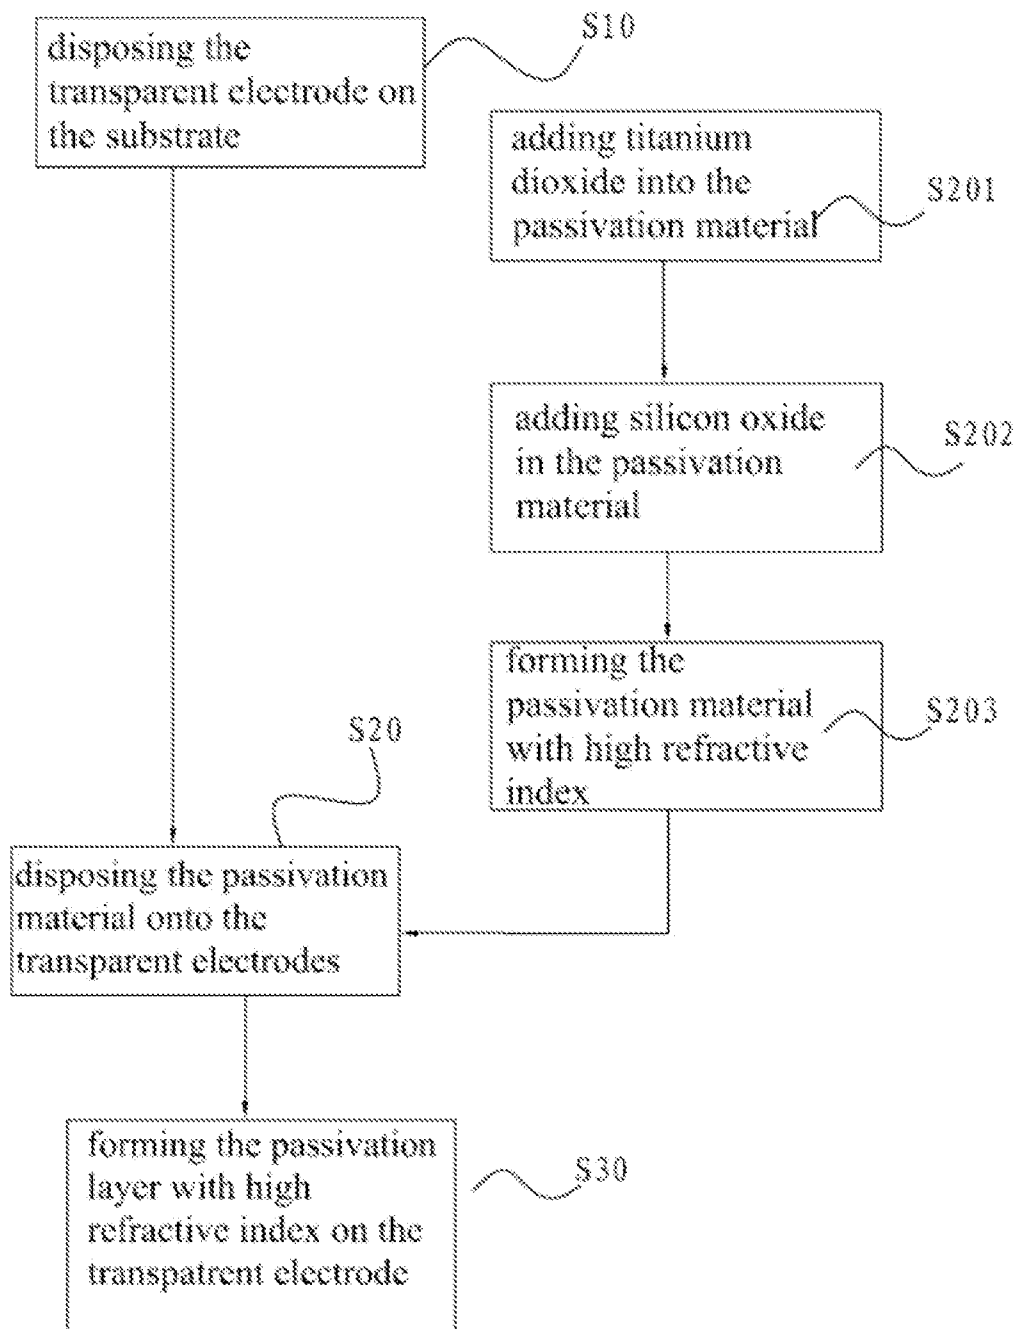 S10
disposing the
transparent electrode on
the substrate
adding titanium
dioxide into the
passivation material
S201
adding silicon oxide
in the passivation
material
S202
forming the
passivation material
with high refractive
index
S203
S20
disposing the passivation
material onto the
transparent electrodes
forming the passivation
layer with high
refractive index on the
transpatrent electrode
S30